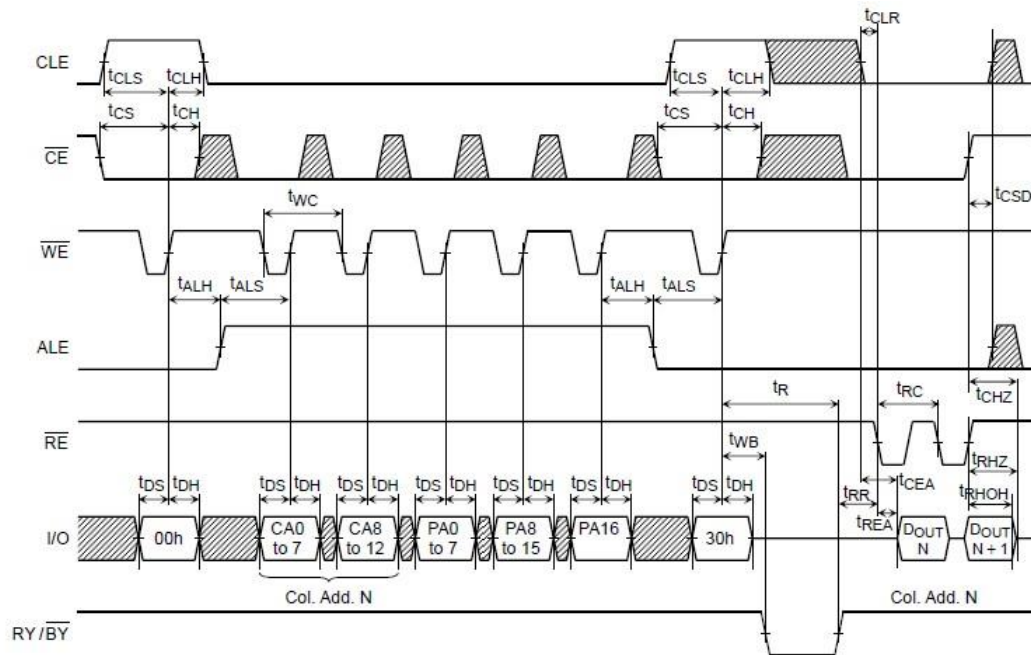 tCLR
CLE
tCLS tCLH tCLS tCLH
tCS tCH tCS tCH
CE
tCSD
tWC
WE
tALH tALS tALH tALS
ALE
tR tRC tCHZ
RE
tWB tRHZ
tDS tDH tDS tDH tDS tDH tDS tDH tDS tDH tDS tDH tDS tDH tCEA
tRR tRHOH
tREA
I/O 00h CA0 to 7 CA8 to 12 PA0 to 7 PA8 to 15 PA16 30h DOUT N DOUT N + 1
Col. Add. N Col. Add. N
RY/BY